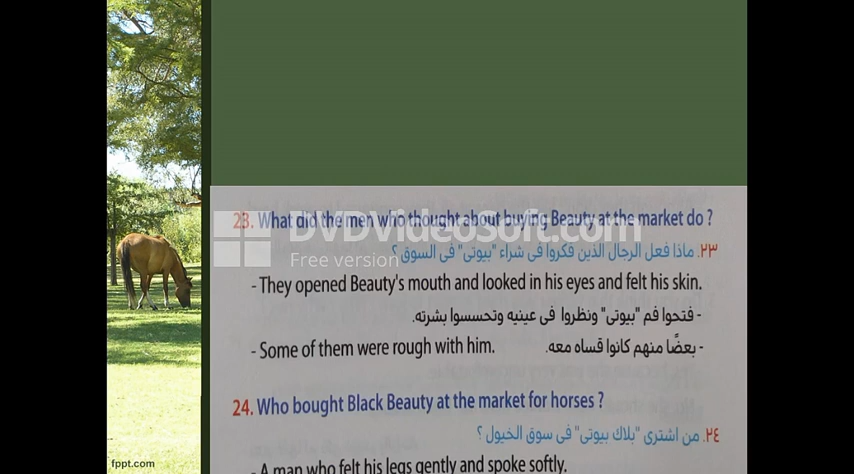 23. What did the men who thought about buying Beauty at the market do ?
DVDVideosoft.com
Free version
٢٣. ماذا فعل الرجال الذين فكروا فى شراء "بيوتى" فى السوق ؟
- They opened Beauty's mouth and looked in his eyes and felt his skin.
- فتحوا فم "بيوتى" ونظروا فى عينيه وتحسسوا بشرته.
- Some of them were rough with him.
- بعضًا منهم كانوا قساه معه.
24. Who bought Black Beauty at the market for horses ?
٢٤. من اشترى "بلاك بيوتى" فى سوق الخيول ؟
- A man who felt his legs gently and spoke softly.
fppt.com